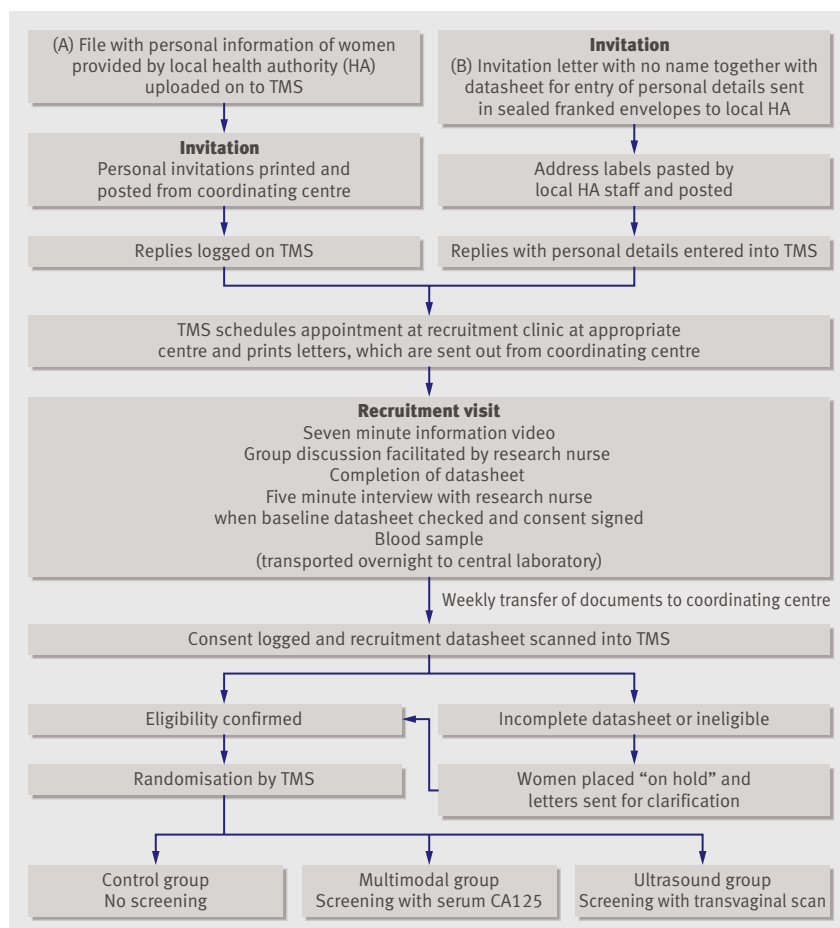 (A) File with personal information of women
provided by local health authority (HA)
uploaded on to TMS
Invitation
(B) Invitation letter with no name together with
datasheet for entry of personal details sent
in sealed franked envelopes to local HA
Invitation
Personal invitations printed and
posted from coordinating centre
Address labels pasted by
local HA staff and posted
Replies logged on TMS
Replies with personal details entered into TMS
TMS schedules appointment at recruitment clinic at appropriate
centre and prints letters, which are sent out from coordinating centre
Recruitment visit
Seven minute information video
Group discussion facilitated by research nurse
Completion of datasheet
Five minute interview with research nurse
when baseline datasheet checked and consent signed
Blood sample
(transported overnight to central laboratory)
Weekly transfer of documents to coordinating centre
Consent logged and recruitment datasheet scanned into TMS
Eligibility confirmed
Incomplete datasheet or ineligible
Randomisation by TMS
Women placed “on hold” and
letters sent for clarification
Control group
No screening
Multimodal group
Screening with serum CA125
Ultrasound group
Screening with transvaginal scan